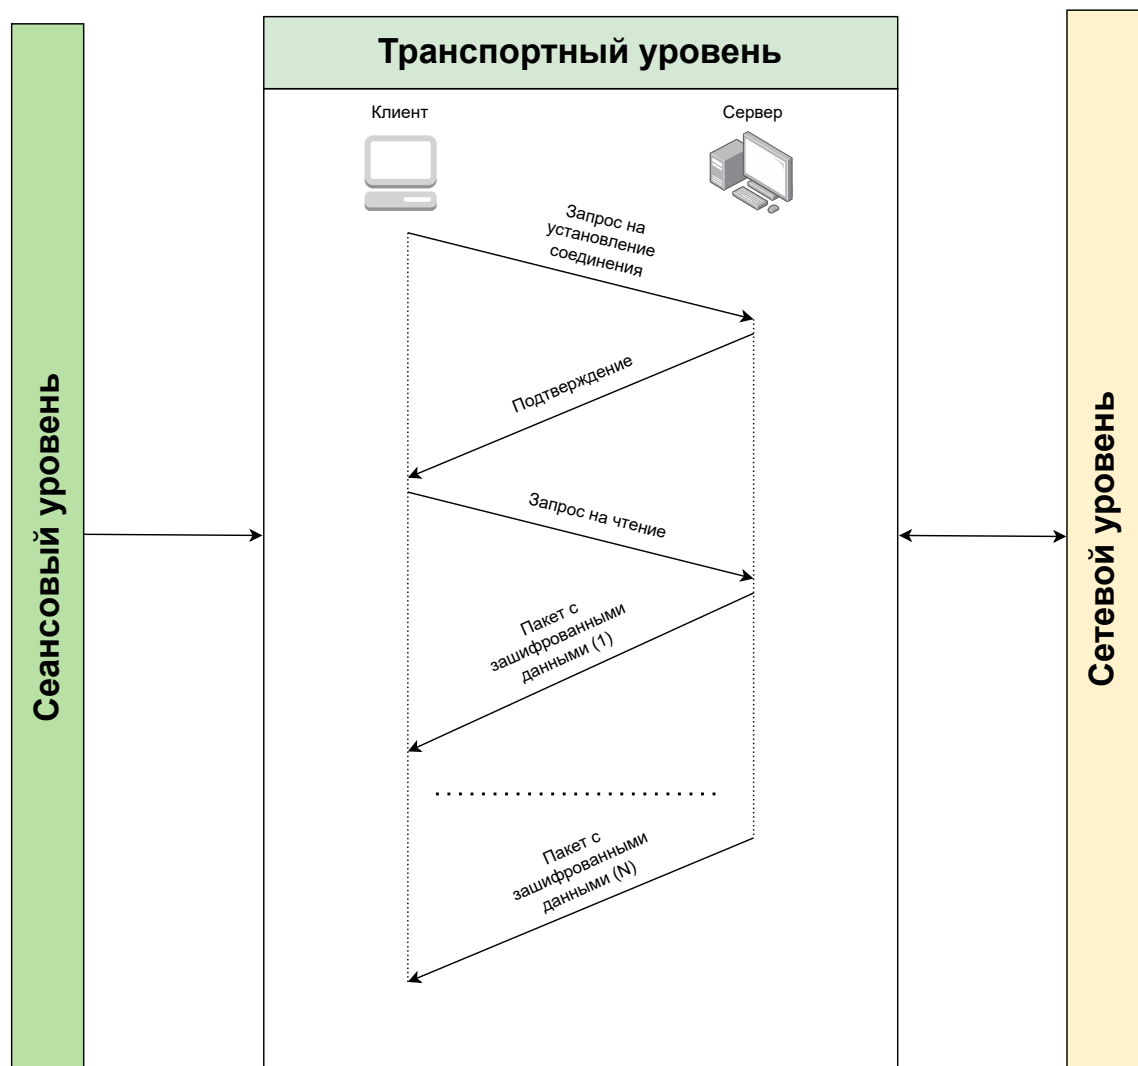 Транспортный уровень
Клиент
Сервер
Запрос на
установление
соединения
Подтверждение
Запрос на чтение
Пакет с
зашифрованными
данными (1)
Пакет с
зашифрованными
данными (N)
Сеансовый уровень
Сетевой уровень